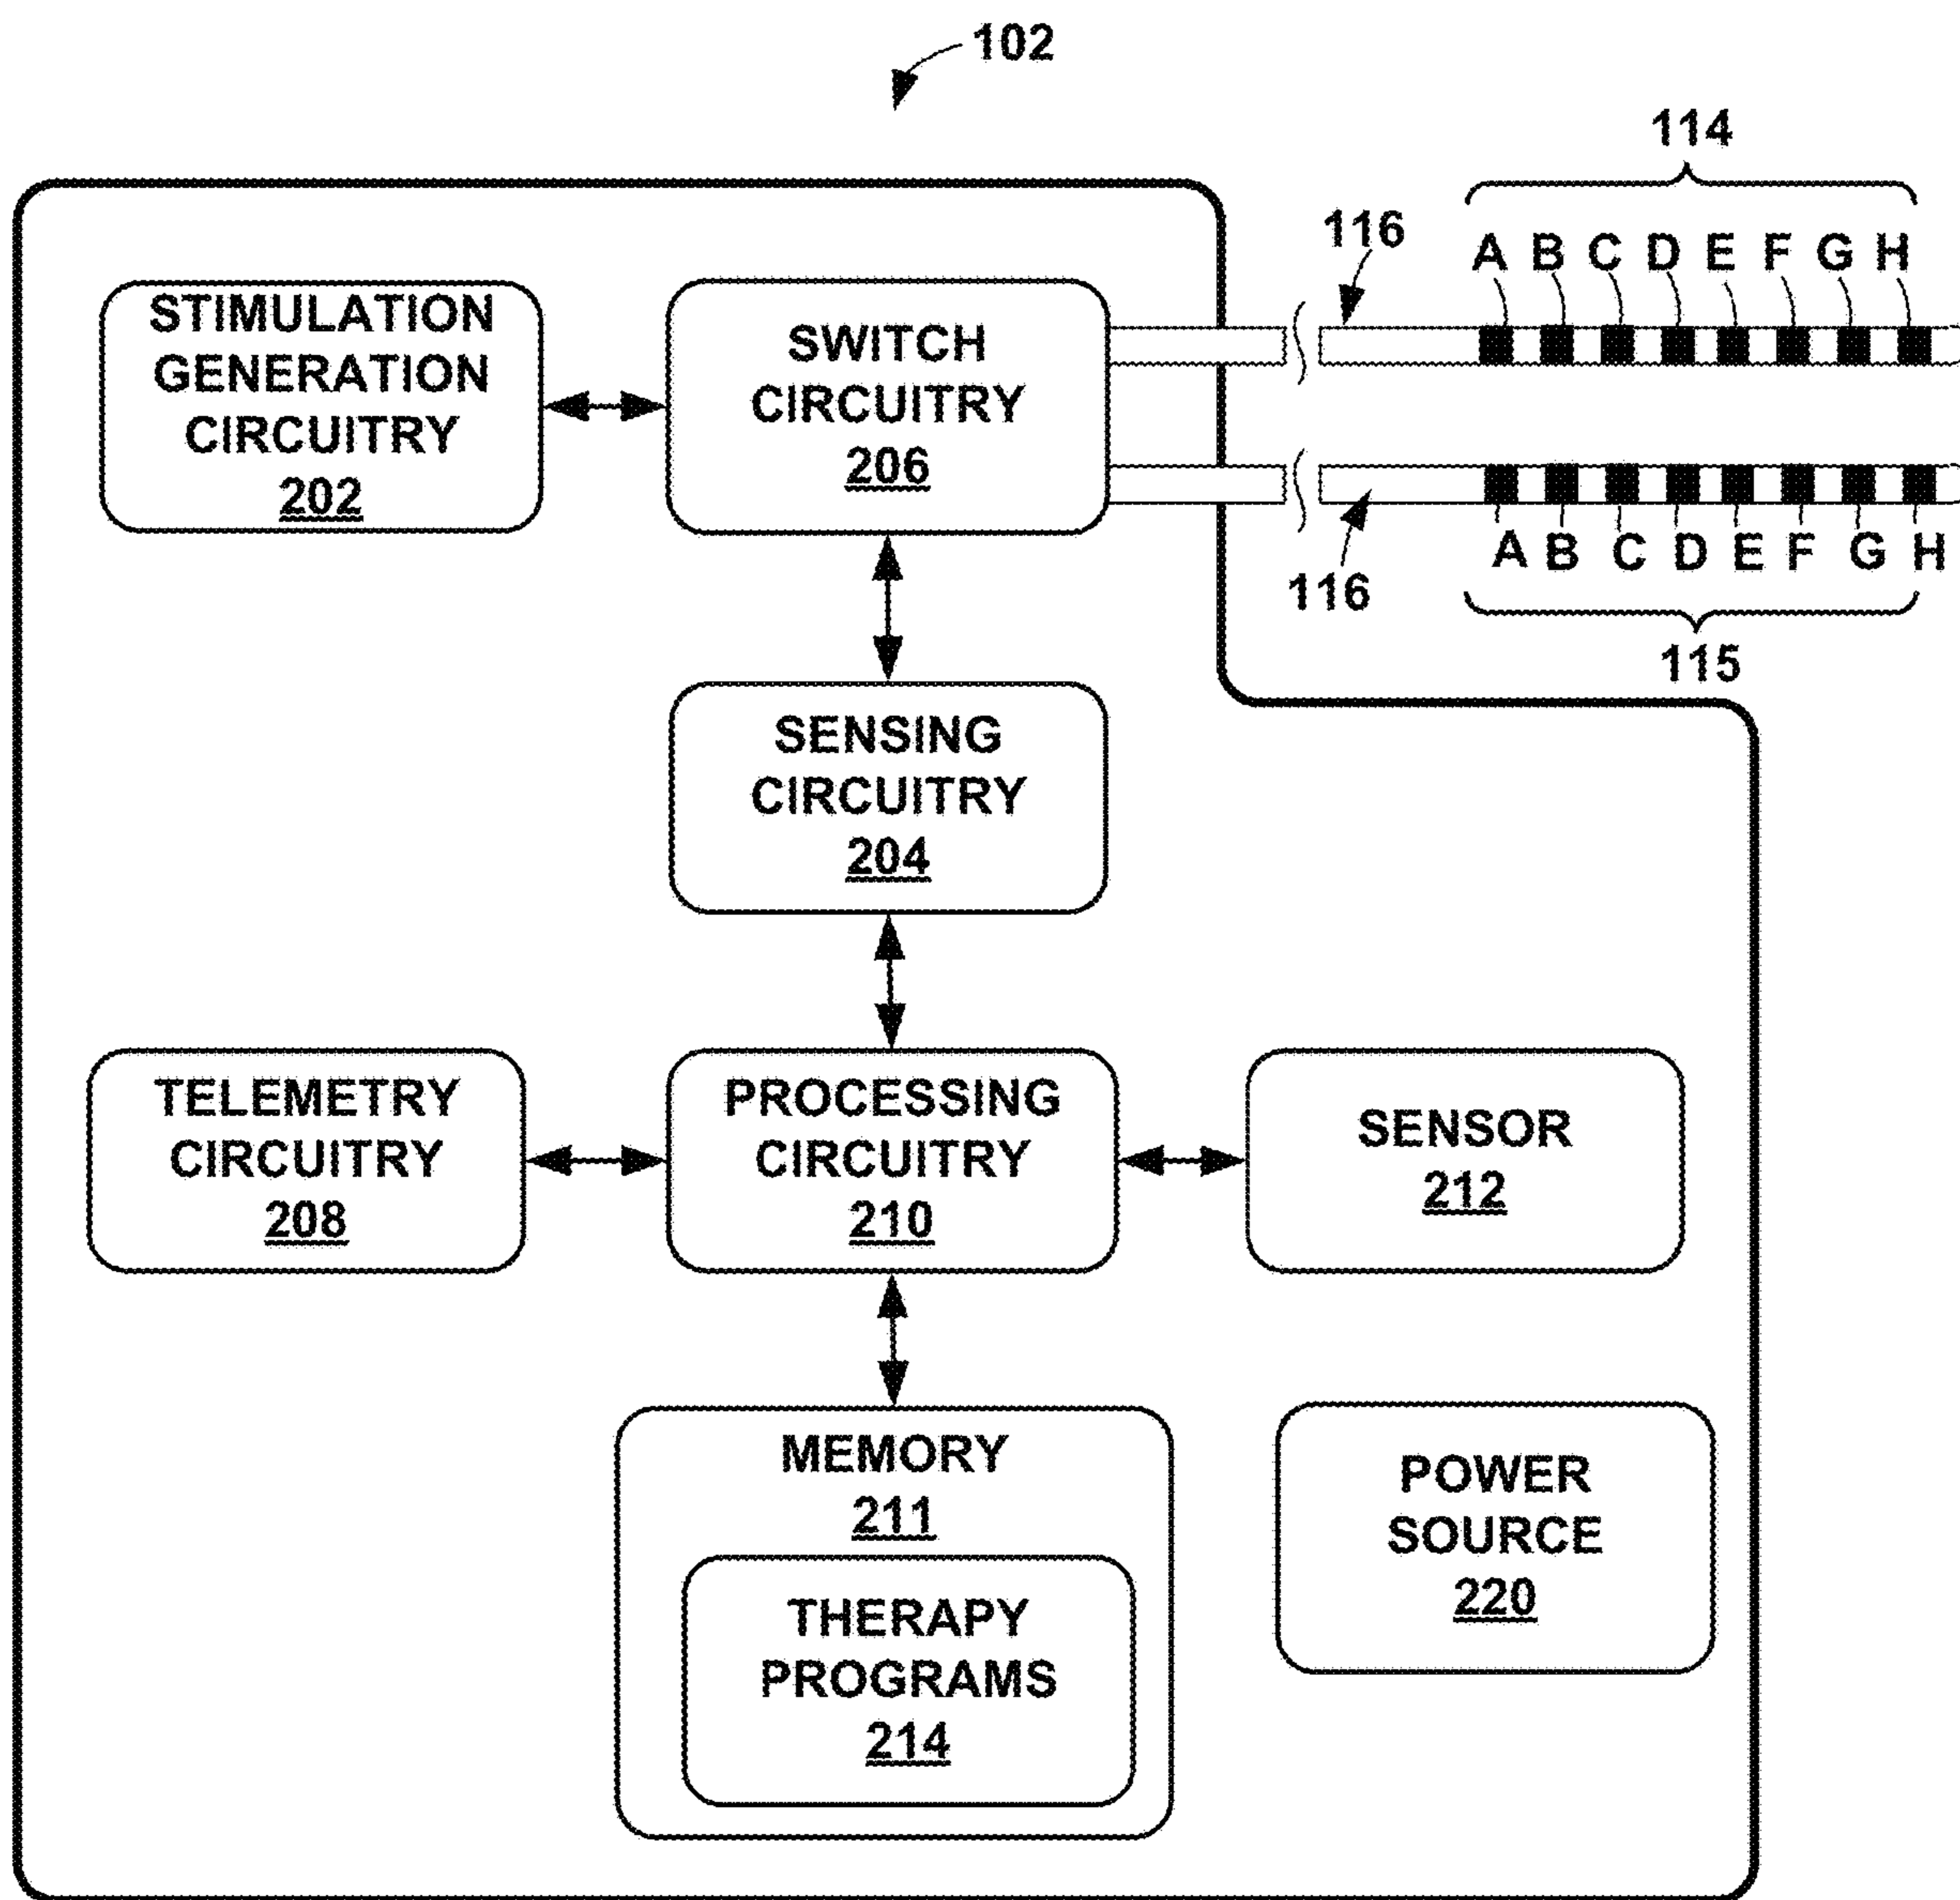 102
114
116
A B C D E F G H
STIMULATION
GENERATION
CIRCUITRY
202
SWITCH
CIRCUITRY
206
A B C D E F G H
116
115
SENSING
CIRCUITRY
204
TELEMETRY
CIRCUITRY
208
PROCESSING
CIRCUITRY
210
SENSOR
212
MEMORY
211
THERAPY
PROGRAMS
214
POWER
SOURCE
220